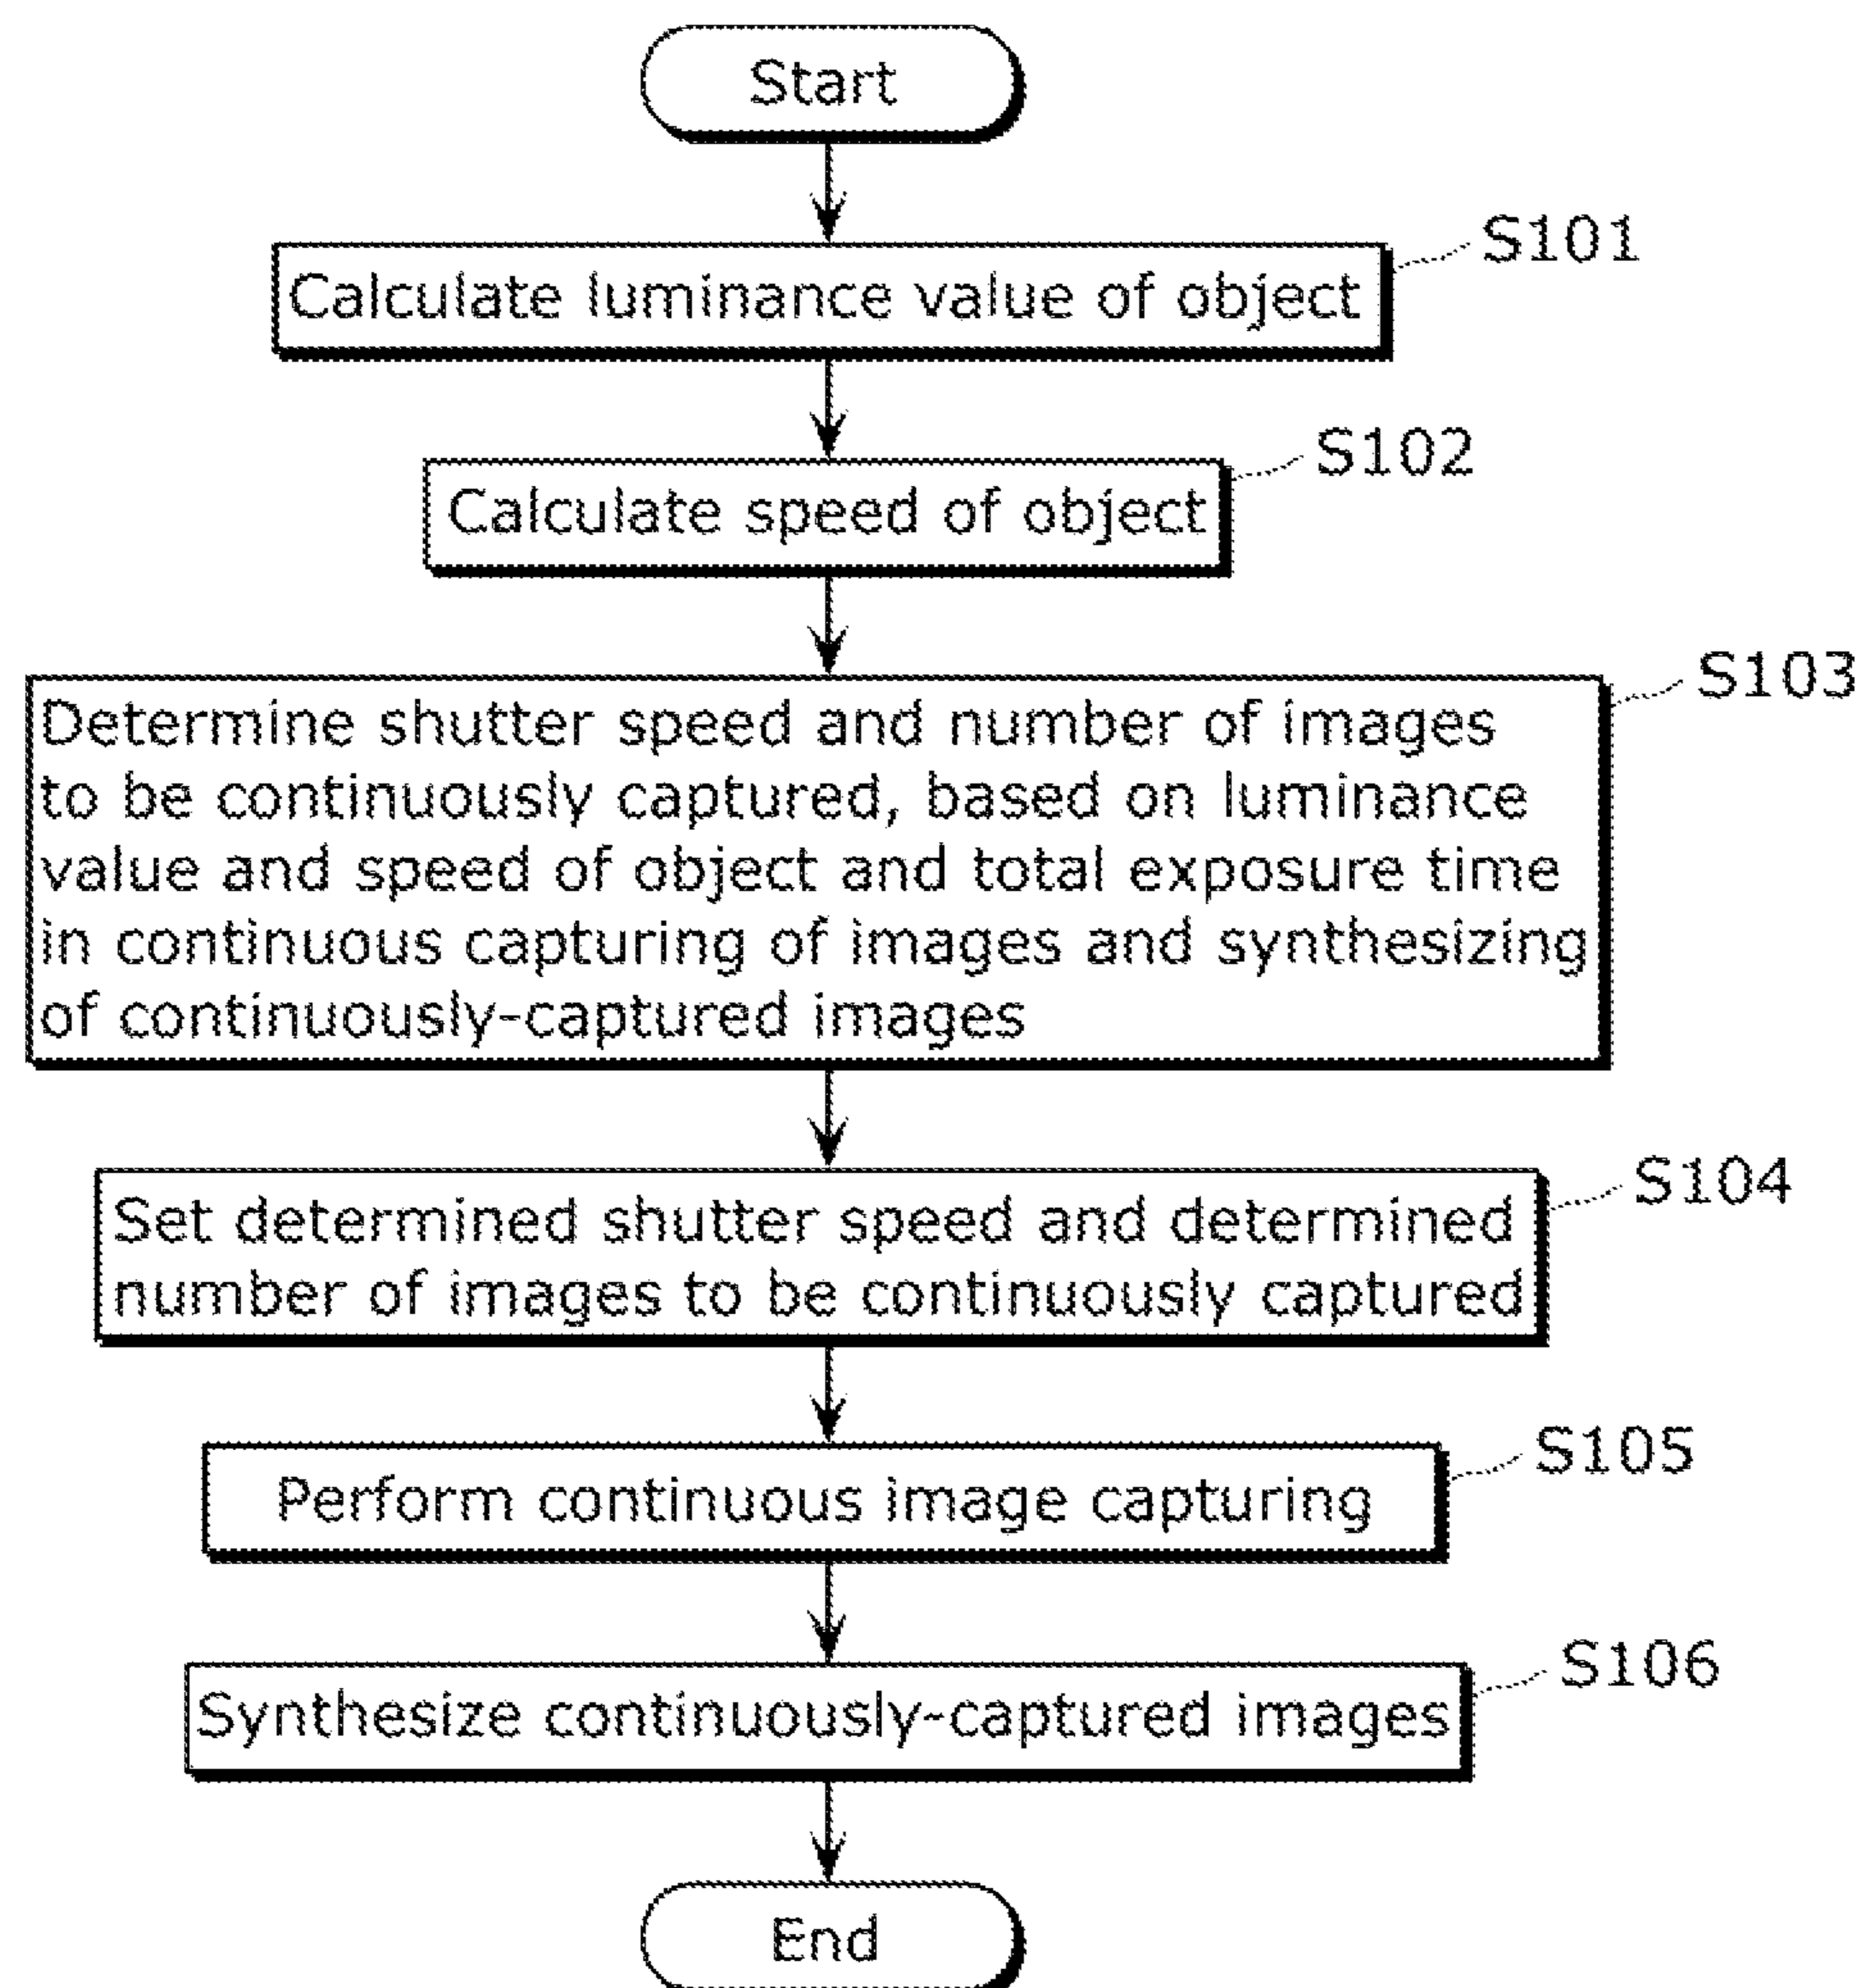 Start
S101
Calculate luminance value of object
S102
Calculate speed of object
S103
Determine shutter speed and number of images
to be continuously captured, based on luminance
value and speed of object and total exposure time
in continuous capturing of images and synthesizing
of continuously-captured images
S104
Set determined shutter speed and determined
number of images to be continuously captured
S105
Perform continuous image capturing
S106
Synthesize continuously-captured images
End